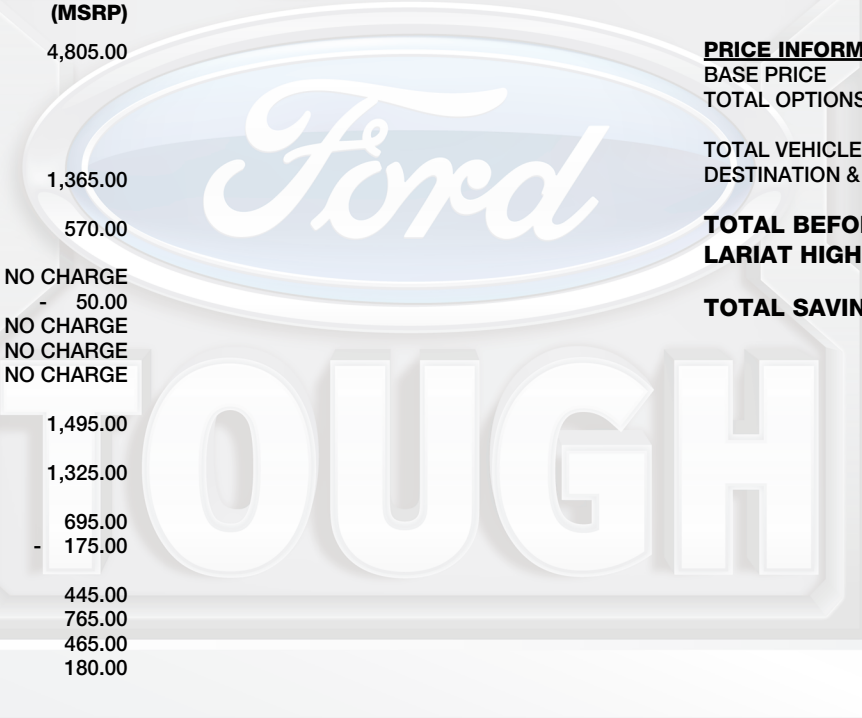 (MSRP)
4,805.00
1,365.00
570.00
NO CHARGE
- 50.00
NO CHARGE
NO CHARGE
NO CHARGE
1,495.00
1,325.00
695.00
- 175.00
445.00
765.00
465.00
180.00
PRICE INFORM
BASE PRICE
TOTAL OPTIONS
TOTAL VEHICLE
DESTINATION &
TOTAL BEFO
LARIAT HIGH
TOTAL SAVIN
Ford
TOUGH